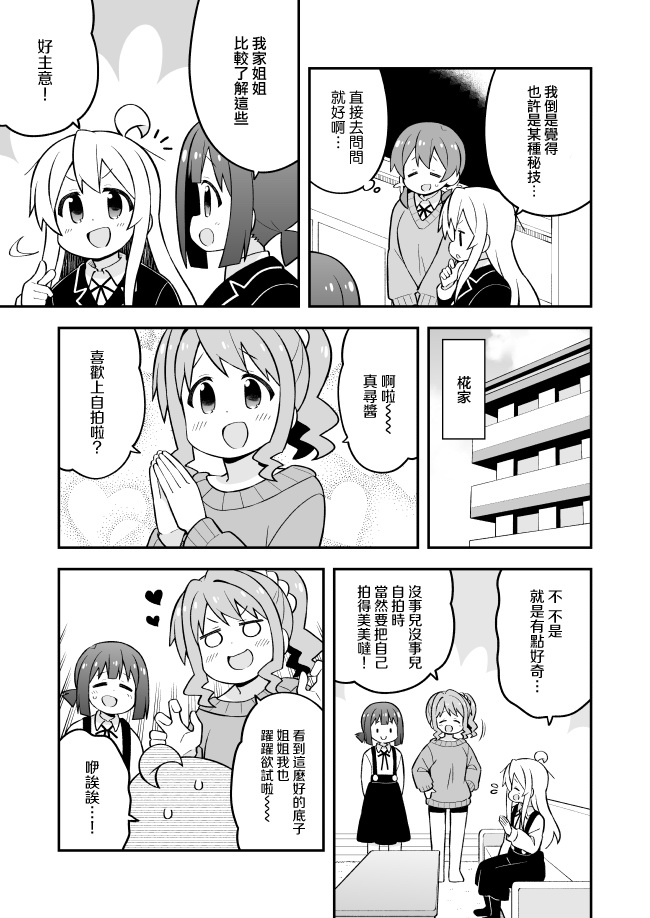 我倒是覺得
也許是某種秘技…
直接去問問
就好啊…
我家姐姐
比較了解這些
好主意！
椛家
啊啦~~~
真尋醬
喜歡上自拍啦？
不 不是
就是有點好奇…
沒事兒沒事兒
自拍時
當然要把自己
拍得美美噠！
看到這麼好的底子
姐姐我也
躍躍欲試啦~~~
咿誒誒…！